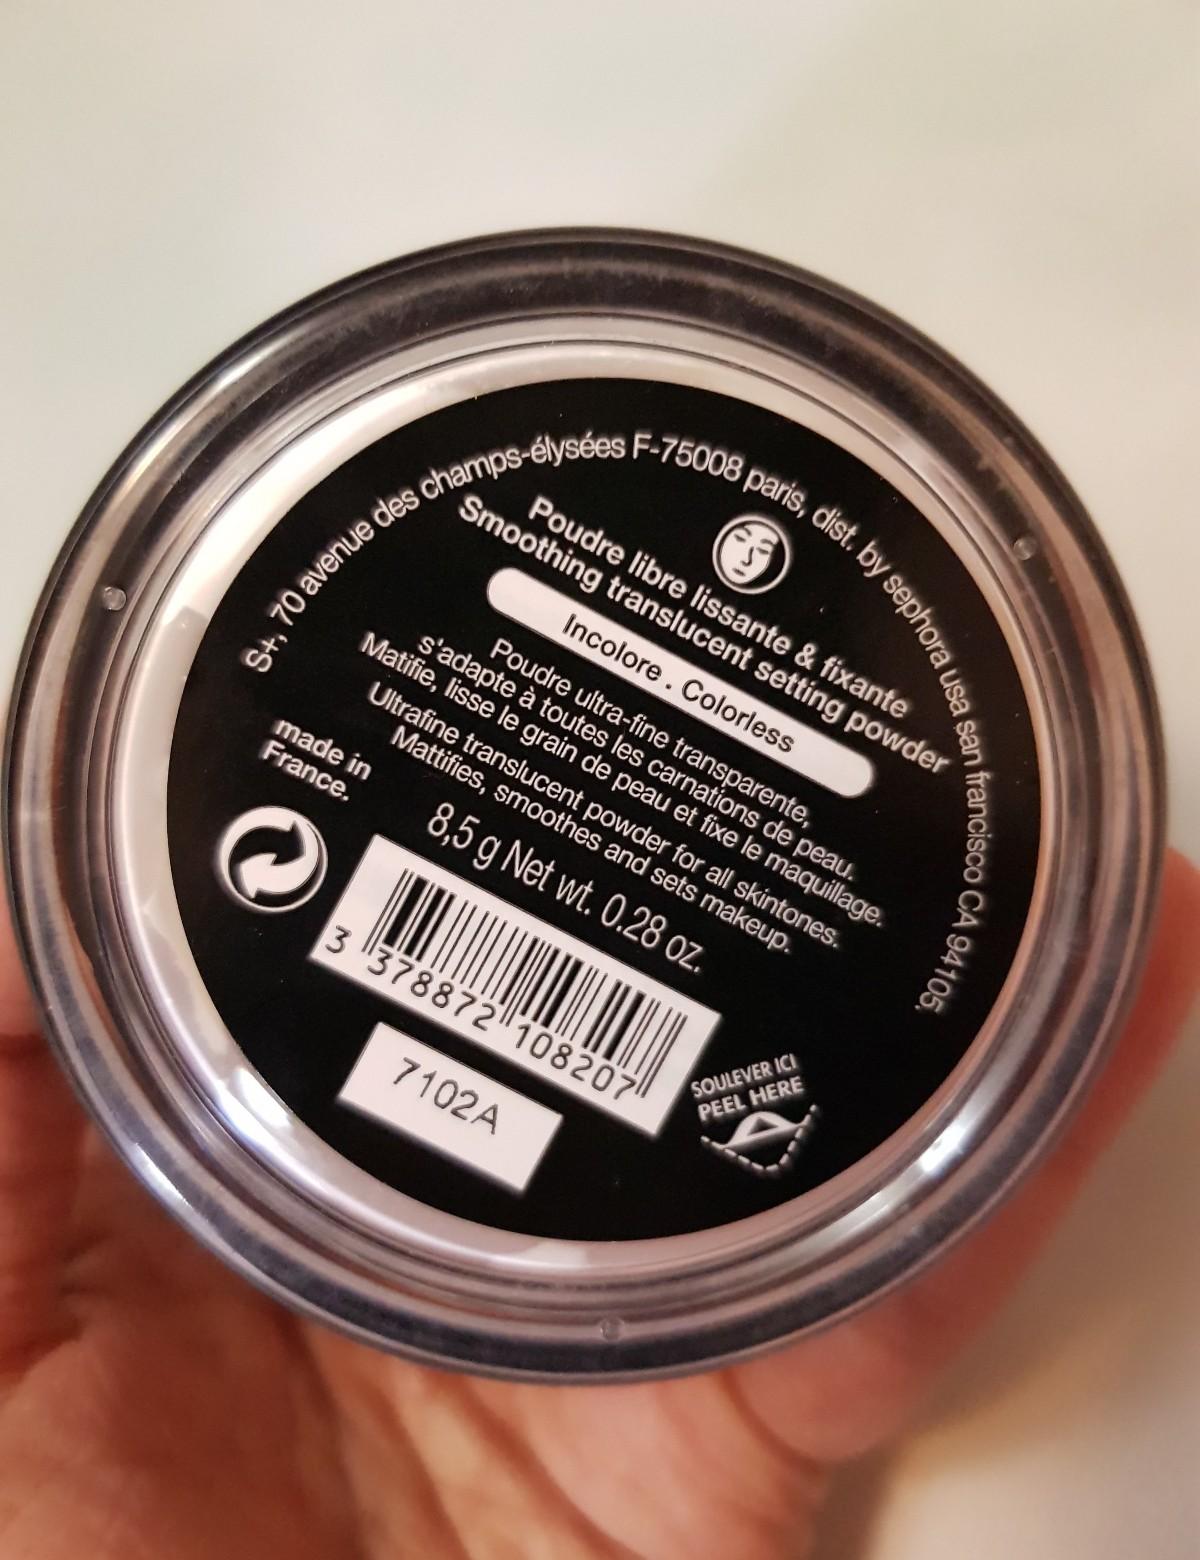 S+, 70 avenue des champs-élysées F-75008 paris, dist. by sephora usa san francisco CA 94105.
Poudre libre lissante & fixante
Smoothing translucent setting powder
Incolore . Colorless
Poudre ultra-fine transparente,
s'adapte à toutes les carnations de peau.
Matifie, lisse le grain de peau et fixe le maquillage.
Ultrafine translucent powder for all skintones.
Mattifies, smoothes and sets makeup.
made in
France.
8,5 g Net wt. 0.28 oz.
3 378872 108207
7102A
SOULEVER ICI
PEEL HERE